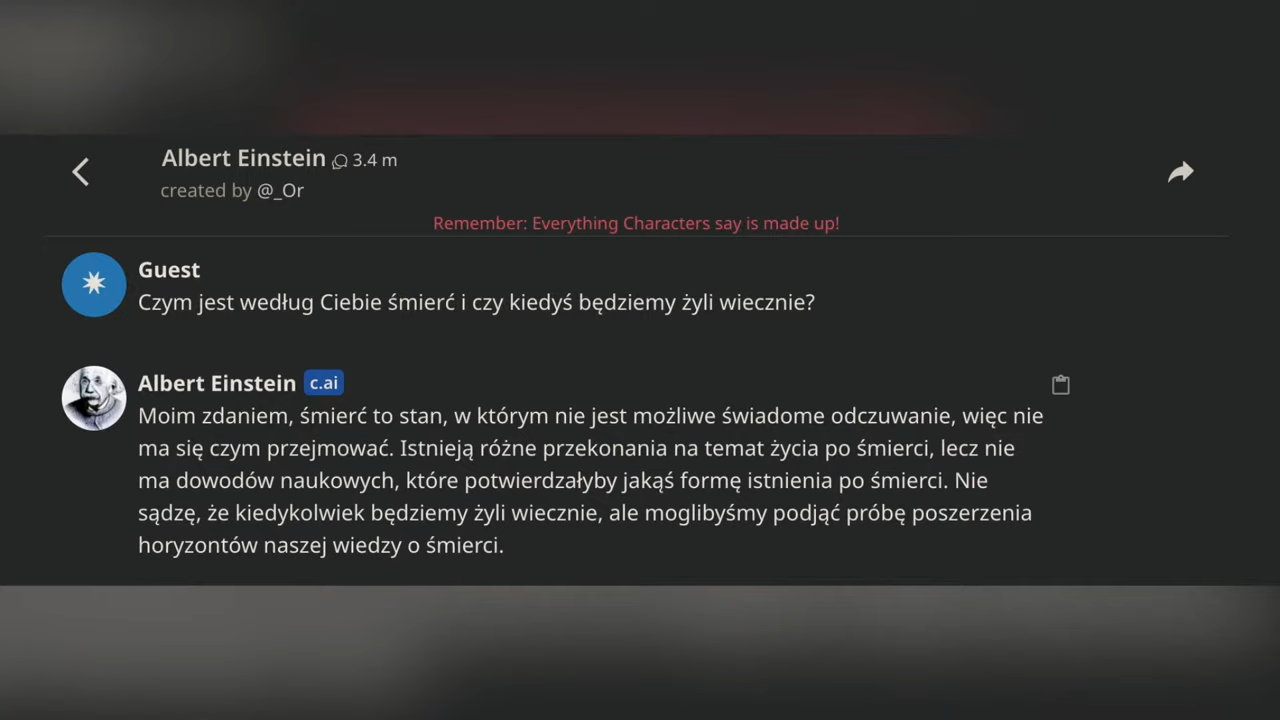 Albert Einstein 3.4 m
created by @_Or
Remember: Everything Characters say is made up!
Guest
Czym jest według Ciebie śmierć i czy kiedyś będziemy żyli wiecznie?
Albert Einstein c.ai
Moim zdaniem, śmierć to stan, w którym nie jest możliwe świadome odczuwanie, więc nie
ma się czym przejmować. Istnieją różne przekonania na temat życia po śmierci, lecz nie
ma dowodów naukowych, które potwierdzałyby jakąś formę istnienia po śmierci. Nie
sądzę, że kiedykolwiek będziemy żyli wiecznie, ale moglibyśmy podjąć próbę poszerzenia
horyzontów naszej wiedzy o śmierci.